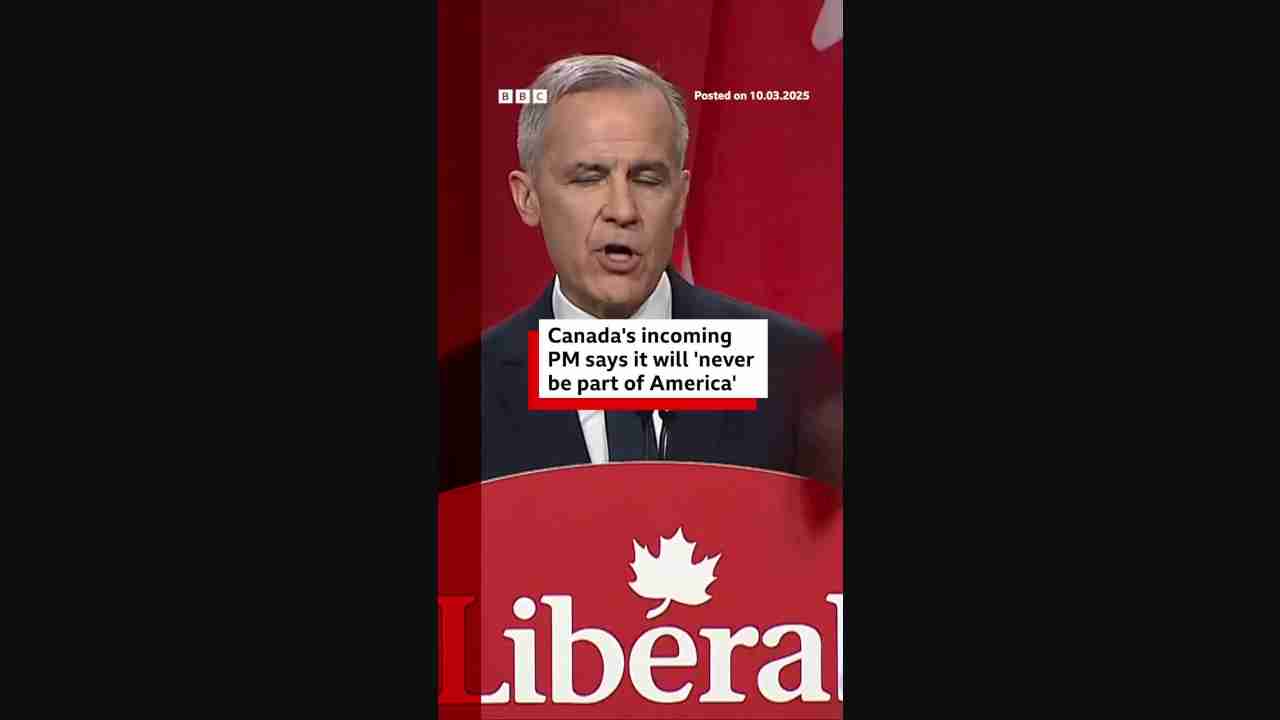 BBC
Posted on 10.03.2025
Canada's incoming
PM says it will 'never
be part of America'
Liberal